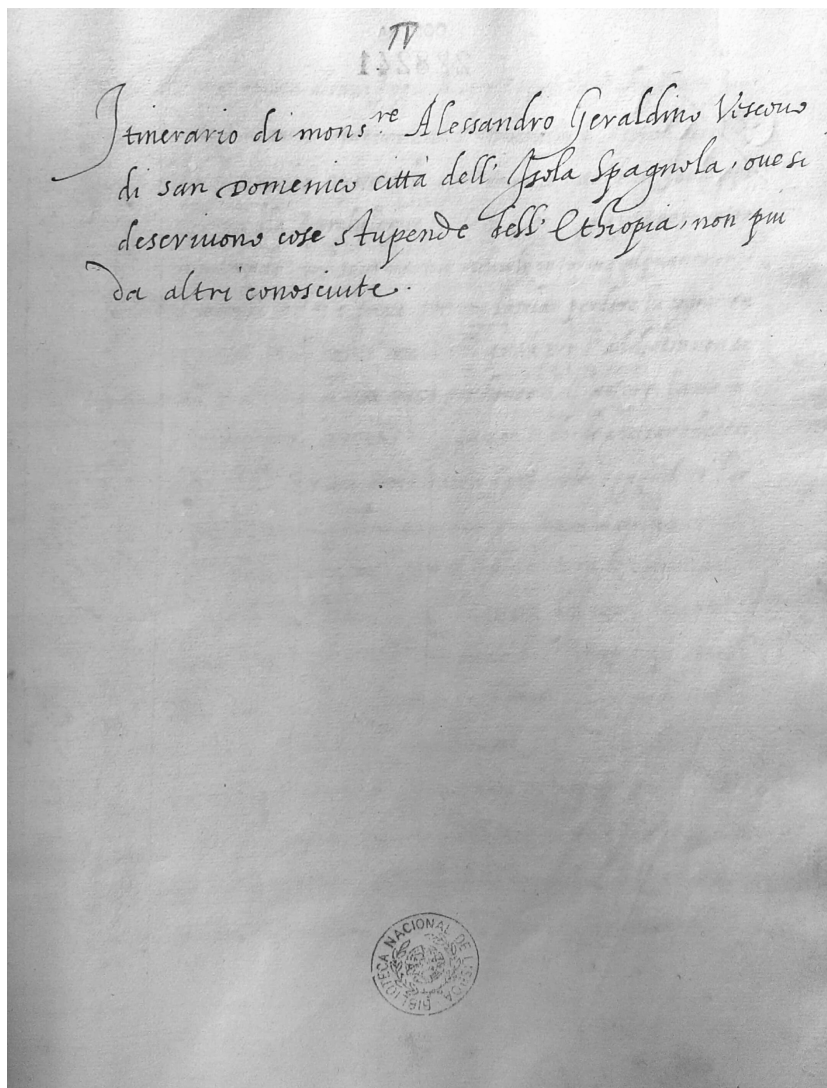 IV
Itinerario di mons.re Alessandro Geraldino Viscouo
di San Domenico città dell' Isola Spagnola, oue si
descriuono cose stupende dell' Ethiopia, non piu
da altri conosciute.
BIBLIOTECA NACIONAL DE LISBOA